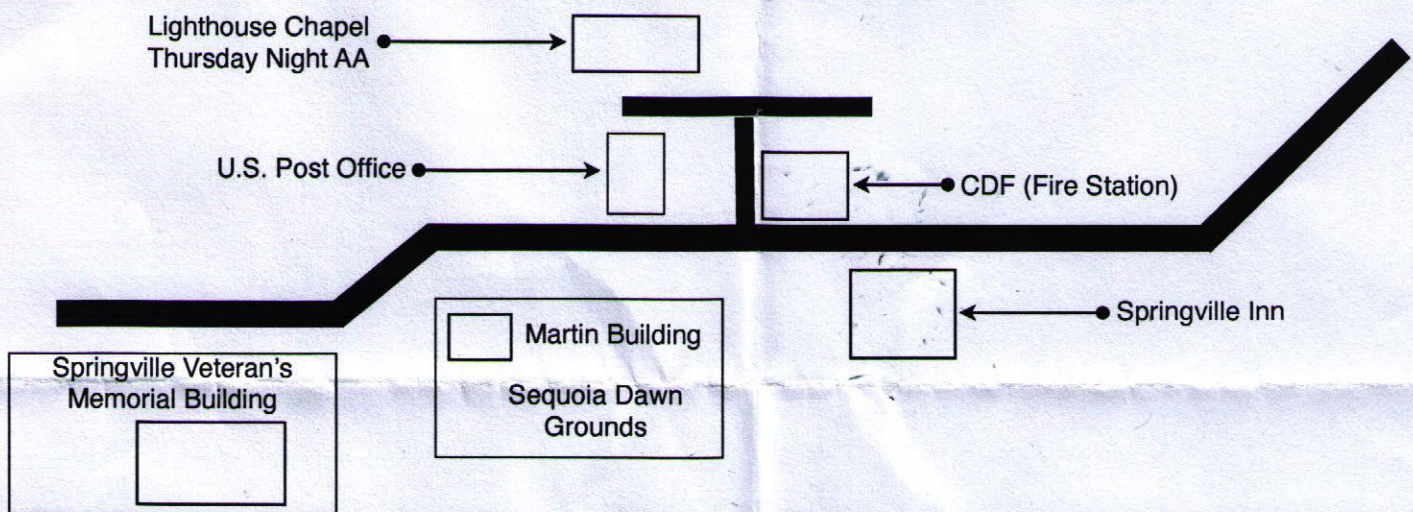 Lighthouse Chapel
Thursday Night AA
U.S. Post Office
CDF (Fire Station)
Springville Inn
Martin Building
Sequoia Dawn
Grounds
Springville Veteran's
Memorial Building